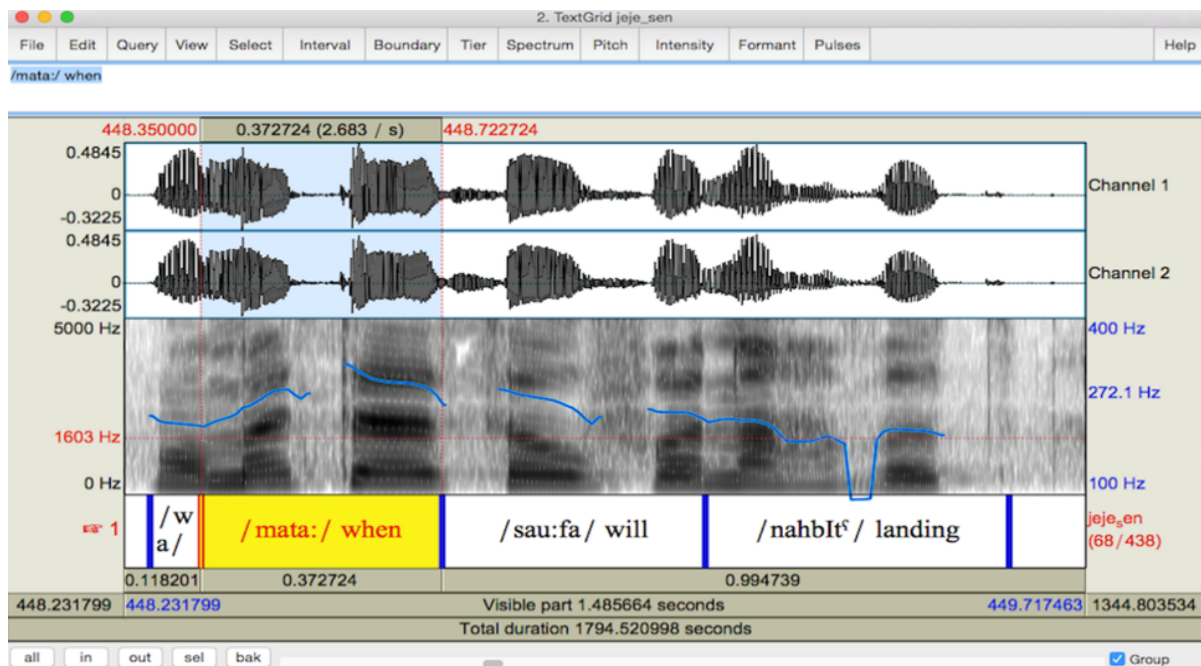 2. TextGrid jeje_sen
File Edit Query View Select Interval Boundary Tier Spectrum Pitch Intensity Formant Pulses Help
/mata:/ when
448.350000 0.372724 (2.683 / s) 448.722724
0.4845
0
-0.3225
Channel 1
0.4845
0
-0.3225
Channel 2
5000 Hz 400 Hz
272.1 Hz
1603 Hz
0 Hz 100 Hz
☞ 1 /wa/ /mata:/ when /sau:fa/ will /nahbItˤ/ landing jejeₛen (68/438)
0.118201 0.372724 0.994739
448.231799 448.231799 Visible part 1.485664 seconds 449.717463 1344.803534
Total duration 1794.520998 seconds
all in out sel bak Group